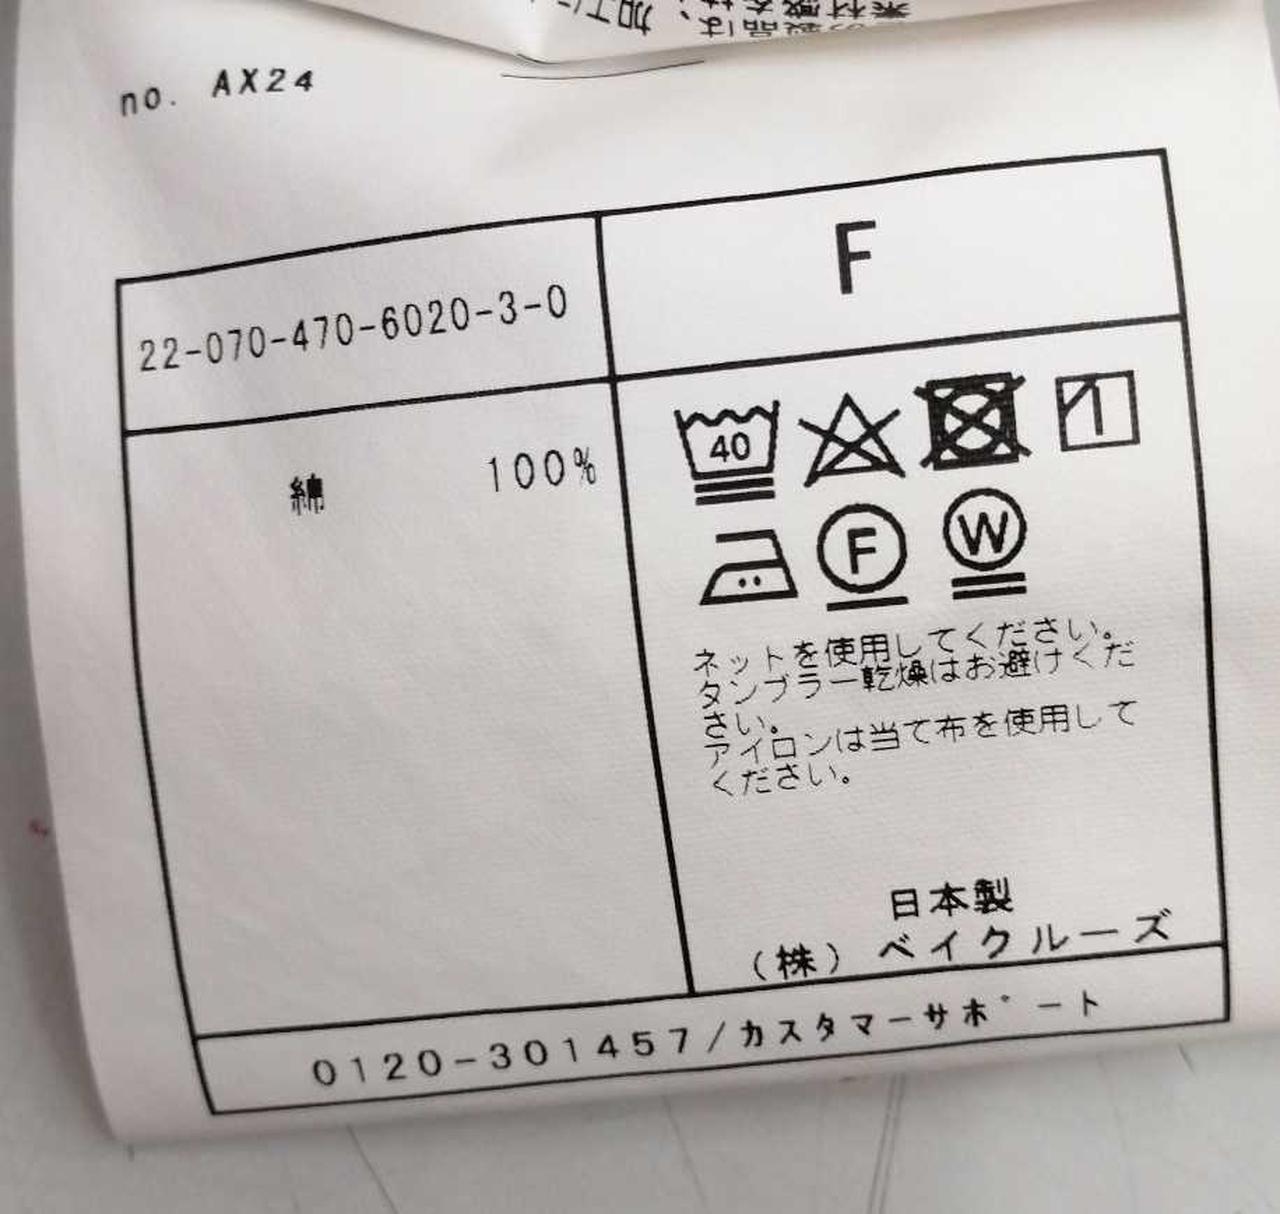 no. AX24
22-070-470-6020-3-0
F
綿 100%
40
F
W
ネットを使用してください。
タンブラー乾燥はお避けくだ
さい。
アイロンは当て布を使用して
ください。
日本製
(株) ベイクルーズ
0120-301457/カスタマーサポート